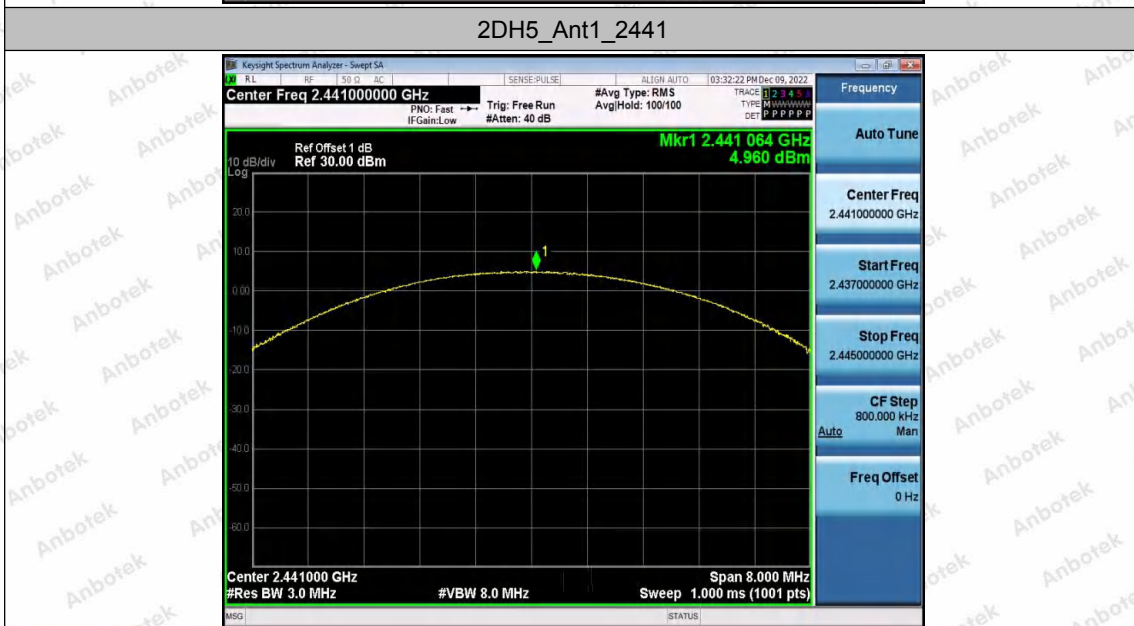 2DH5_Ant1_2441
Keysight Spectrum Analyzer - Swept SA
RL RF 50 Ω AC SENSE:PULSE ALIGN AUTO 03:32:22 PM Dec 09, 2022
Center Freq 2.441000000 GHz
PNO: Fast
IFGain:Low
Trig: Free Run
#Atten: 40 dB
#Avg Type: RMS
Avg|Hold: 100/100
TRACE 1 2 3 4 5 6
TYPE M WWWWW
DET P P P P P P
Frequency
Mkr1 2.441 064 GHz
4.960 dBm
Ref Offset 1 dB
10 dB/div Ref 30.00 dBm
Log
20.0
10.0
1
0.00
-10.0
-20.0
-30.0
-40.0
-50.0
-60.0
Center 2.441000 GHz Span 8.000 MHz
#Res BW 3.0 MHz #VBW 8.0 MHz Sweep 1.000 ms (1001 pts)
MSG STATUS
Auto Tune
Center Freq
2.441000000 GHz
Start Freq
2.437000000 GHz
Stop Freq
2.445000000 GHz
CF Step
800.000 kHz
Auto Man
Freq Offset
0 Hz
Anbotek